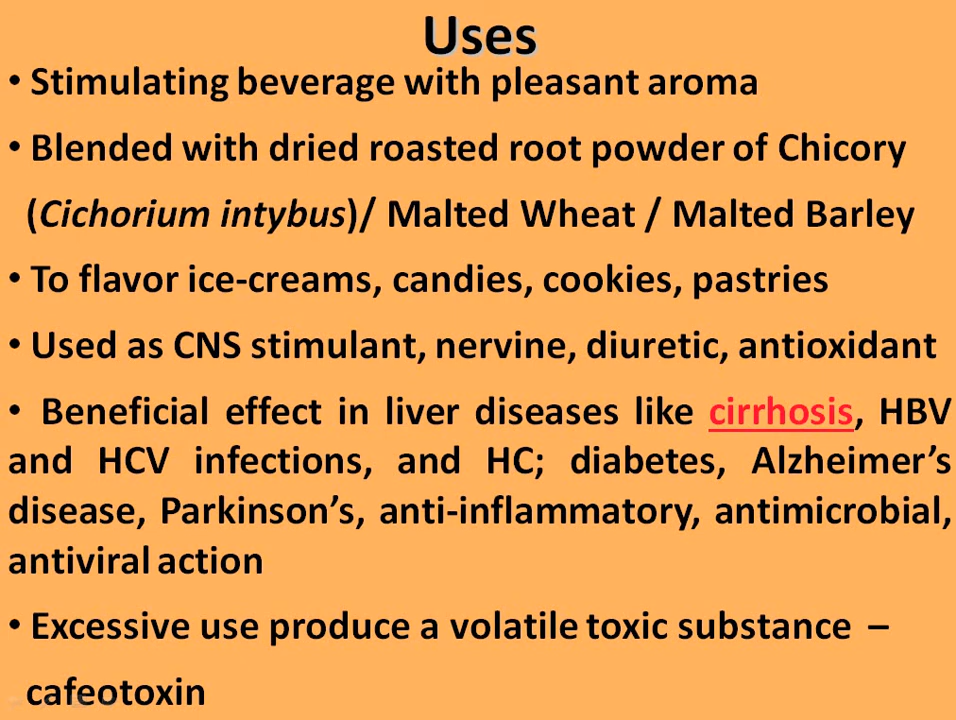 Uses
• Stimulating beverage with pleasant aroma
• Blended with dried roasted root powder of Chicory
(Cichorium intybus)/ Malted Wheat / Malted Barley
• To flavor ice-creams, candies, cookies, pastries
• Used as CNS stimulant, nervine, diuretic, antioxidant
• Beneficial effect in liver diseases like cirrhosis, HBV
and HCV infections, and HC; diabetes, Alzheimer’s
disease, Parkinson’s, anti-inflammatory, antimicrobial,
antiviral action
• Excessive use produce a volatile toxic substance –
cafeotoxin